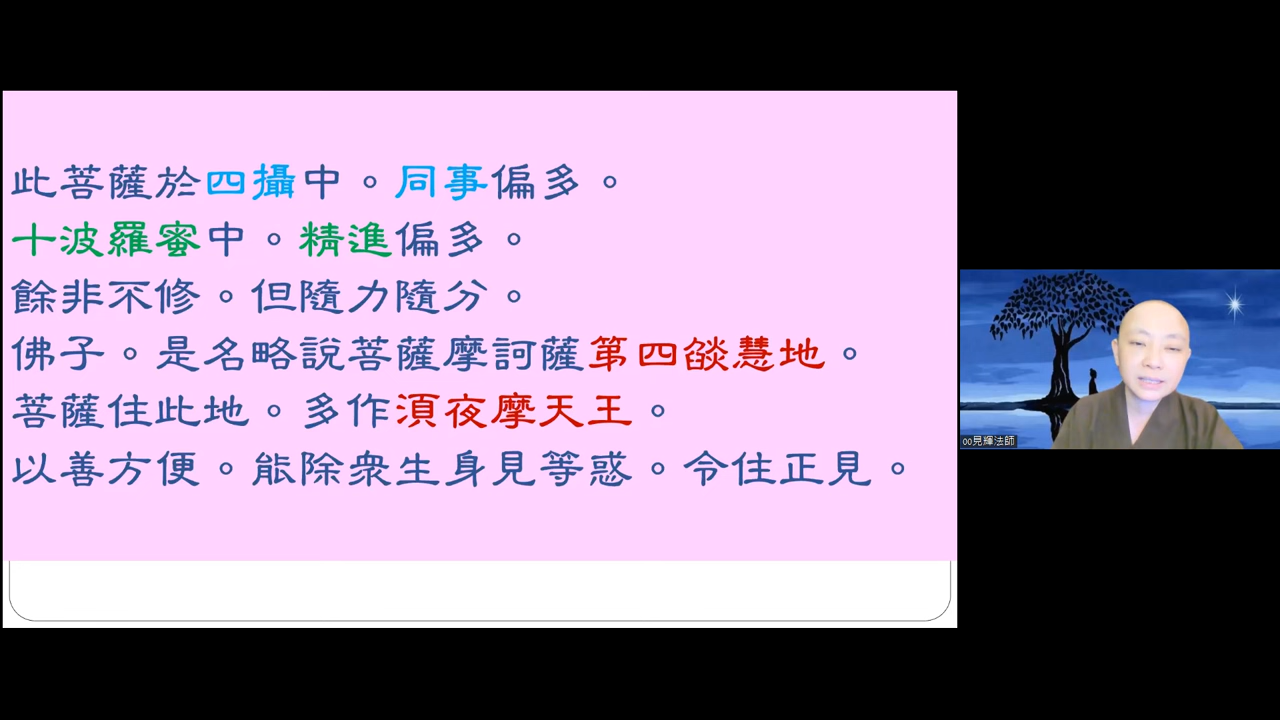 此菩薩於四攝中。同事偏多。
十波羅蜜中。精進偏多。
餘非不修。但隨力隨分。
佛子。是名略說菩薩摩訶薩第四燄慧地。
菩薩住此地。多作須夜摩天王。
以善方便。能除衆生身見等惑。令住正見。
oo見輝法師